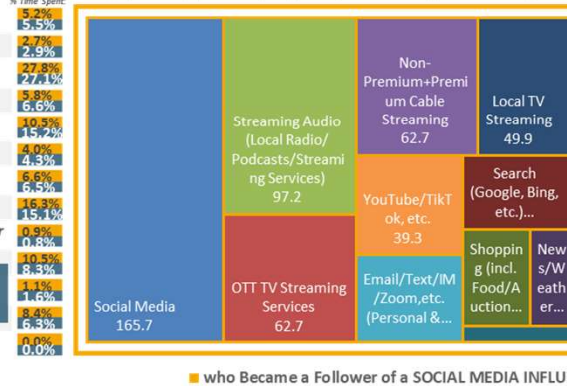 % Time Spent:
5.2%
5.5%
2.7%
2.9%
27.8%
27.1%
5.8%
6.6%
10.5%
15.2%
4.0%
4.3%
6.6%
6.5%
16.3%
15.1%
0.9%
0.8%
10.5%
8.3%
1.1%
1.6%
8.4%
6.3%
0.0%
0.0%
Social Media
165.7
Streaming Audio
(Local Radio/
Podcasts/Streami
ng Services)
97.2
OTT TV Streaming
Services
62.7
Non-
Premium+Premi
um Cable
Streaming
62.7
Local TV
Streaming
49.9
YouTube/TikT
ok, etc.
39.3
Search
(Google, Bing,
etc.)...
Email/Text/IM
/Zoom,etc.
(Personal &...
Shoppin
g (incl.
Food/A
uction...
New
s/W
eath
er...
who Became a Follower of a SOCIAL MEDIA INFLU